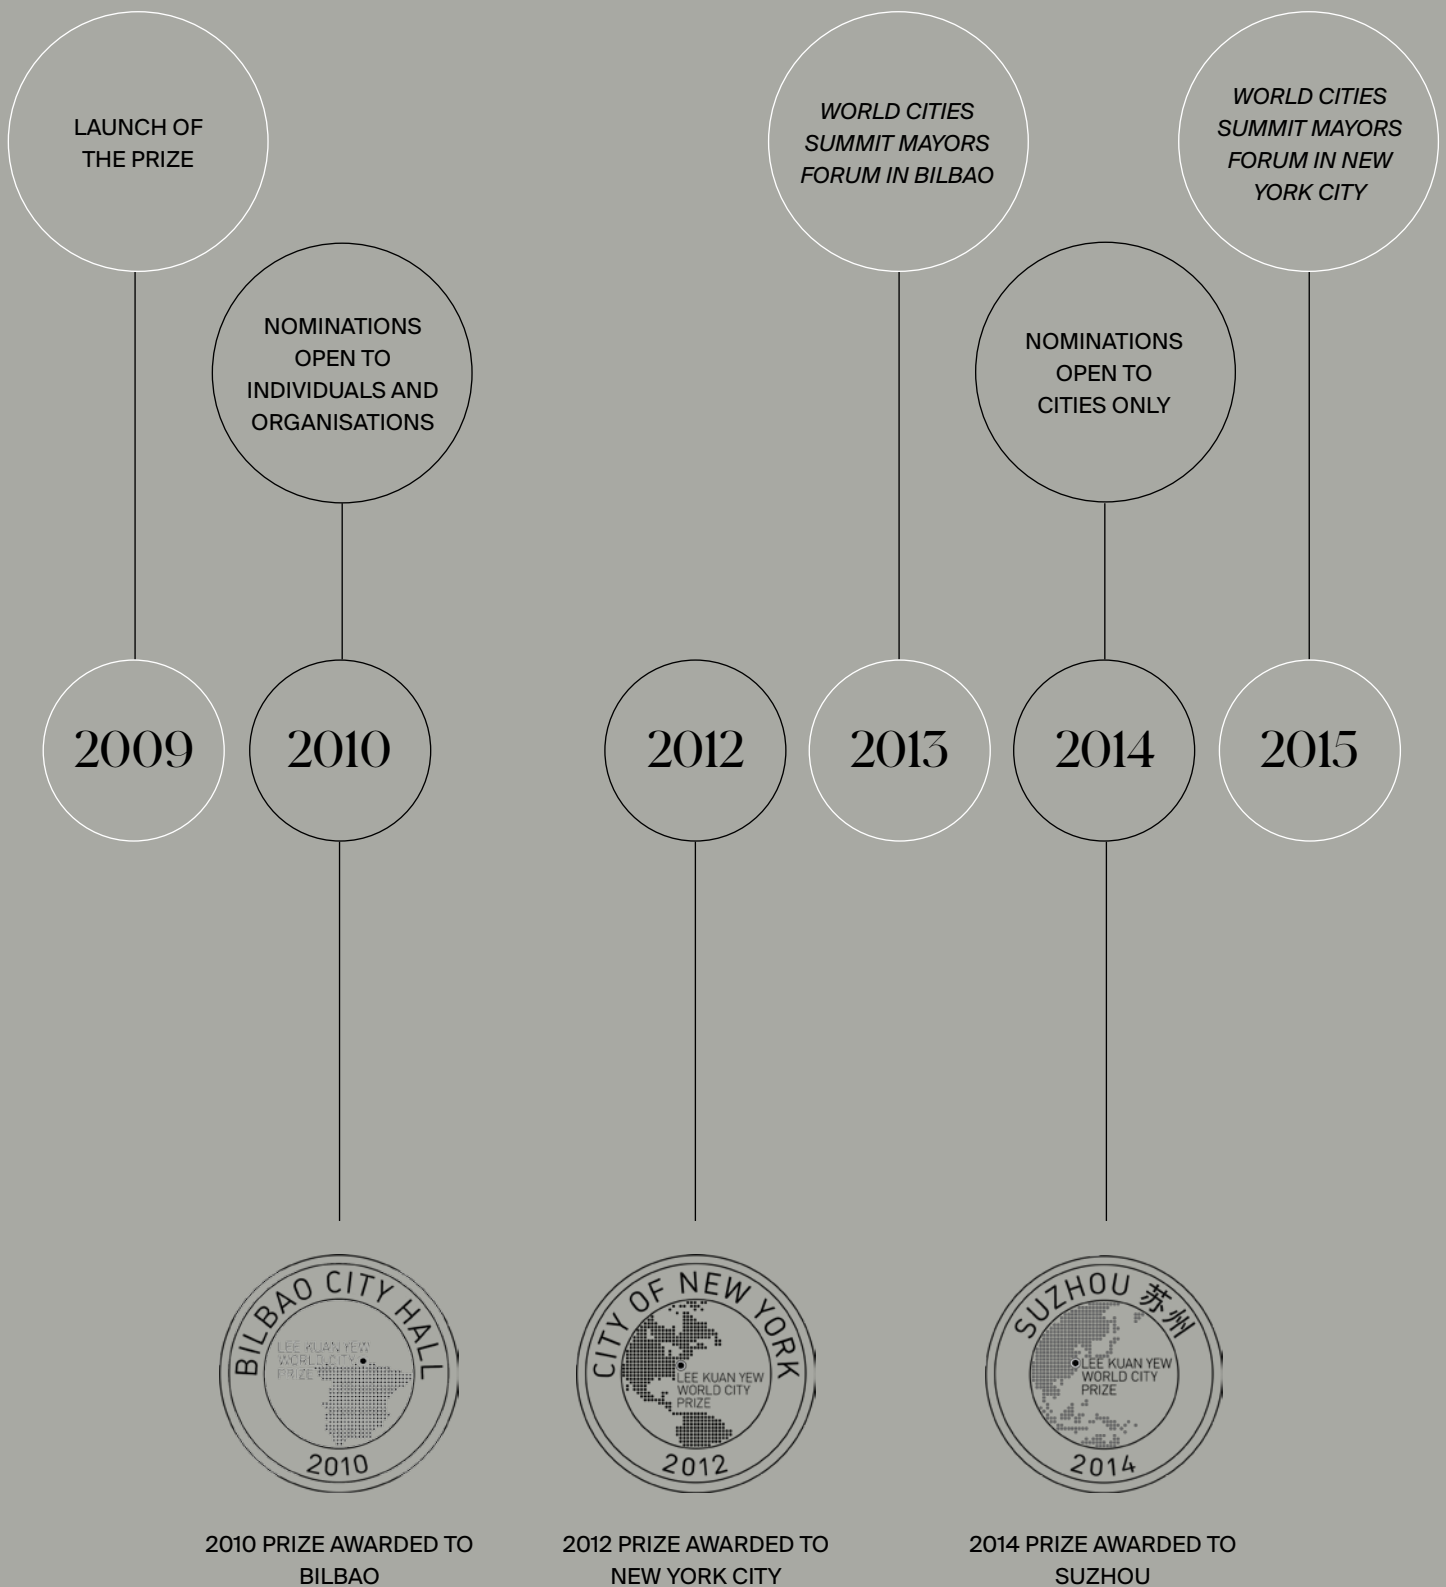 LAUNCH OF
THE PRIZE
NOMINATIONS
OPEN TO
INDIVIDUALS AND
ORGANISATIONS
WORLD CITIES
SUMMIT MAYORS
FORUM IN BILBAO
NOMINATIONS
OPEN TO
CITIES ONLY
WORLD CITIES
SUMMIT MAYORS
FORUM IN NEW
YORK CITY
2009
2010
2012
2013
2014
2015
BILBAO CITY HALL
LEE KUAN YEW
WORLD CITY
PRIZE
2010
CITY OF NEW YORK
LEE KUAN YEW
WORLD CITY
PRIZE
2012
SUZHOU 苏州
LEE KUAN YEW
WORLD CITY
PRIZE
2014
2010 PRIZE AWARDED TO
BILBAO
2012 PRIZE AWARDED TO
NEW YORK CITY
2014 PRIZE AWARDED TO
SUZHOU